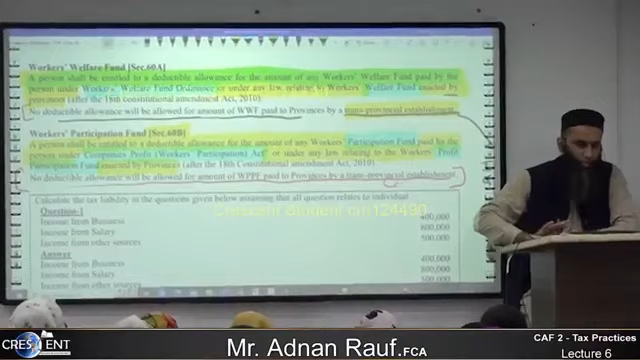 Workers' Welfare Fund [Sec.60A]
A person shall be entitled to a deductible allowance for the amount of any Workers' Welfare Fund paid by the
person under Workers' Welfare Fund Ordinance or under any law relating to Workers' Welfare Fund enacted by
provinces (after the 18th constitutional amendment Act, 2010).
No deductible allowance will be allowed for amount of WWF paid to Provinces by a trans-provincial establishment.
Workers' Participation Fund [Sec.60B]
A person shall be entitled to a deductible allowance for the amount of any Workers' Participation Fund paid by the
person under Companies Profit (Workers' Participation) Act or under any law relating to the Workers' Profit
Participation Fund enacted by Provinces (after the 18th Constitutional amendment Act, 2010).
No deductible allowance will be allowed for amount of WPPF paid to Provinces by a trans-provincial establishment.
Calculate the tax liability in the questions given below assuming that all question relates to individual
Question-1
Income from Business 400,000
Income from Salary 800,000
Income from other sources 500,000
Answer
Income from Business 400,000
Income from Salary 800,000
Income from other sources 500,000
Crescent Student cm124490
CRESCENT
Mr. Adnan Rauf.FCA
CAF 2 - Tax Practices
Lecture 6